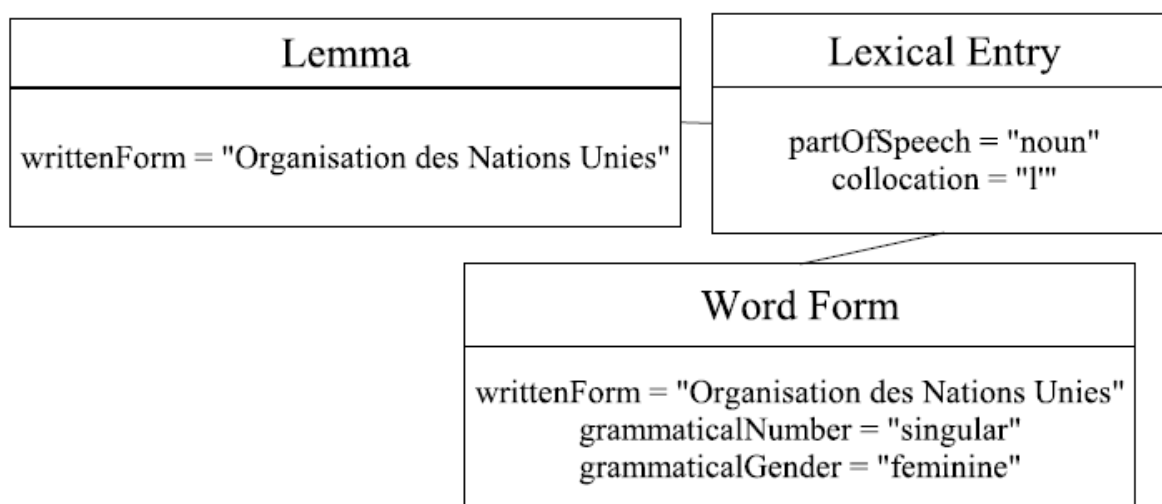 Lemma
writtenForm = "Organisation des Nations Unies"
Lexical Entry
partOfSpeech = "noun"
collocation = "l'"
Word Form
writtenForm = "Organisation des Nations Unies"
grammaticalNumber = "singular"
grammaticalGender = "feminine"